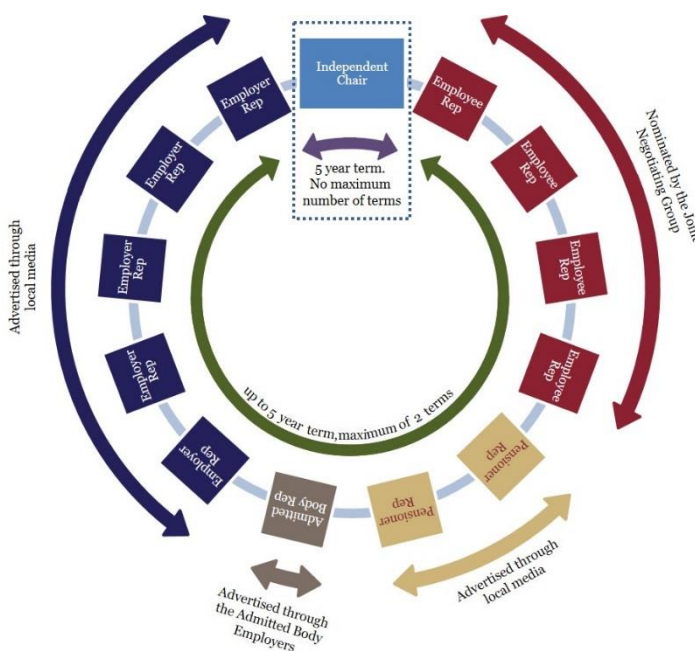 Independent
Chair
5 year term.
No maximum
number of terms
Employee
Rep
Employee
Rep
Employee
Rep
Employee
Rep
Nominated by the Joint
Negotiating Group
Pensioner
Rep
Pensioner
Rep
Advertised through
local media
Admitted
Body Rep
Advertised through
the Admitted Body
Employers
Employer
Rep
Employer
Rep
Employer
Rep
Employer
Rep
Employer
Rep
Advertised through
local media
up to 5 year term, maximum of 2 terms